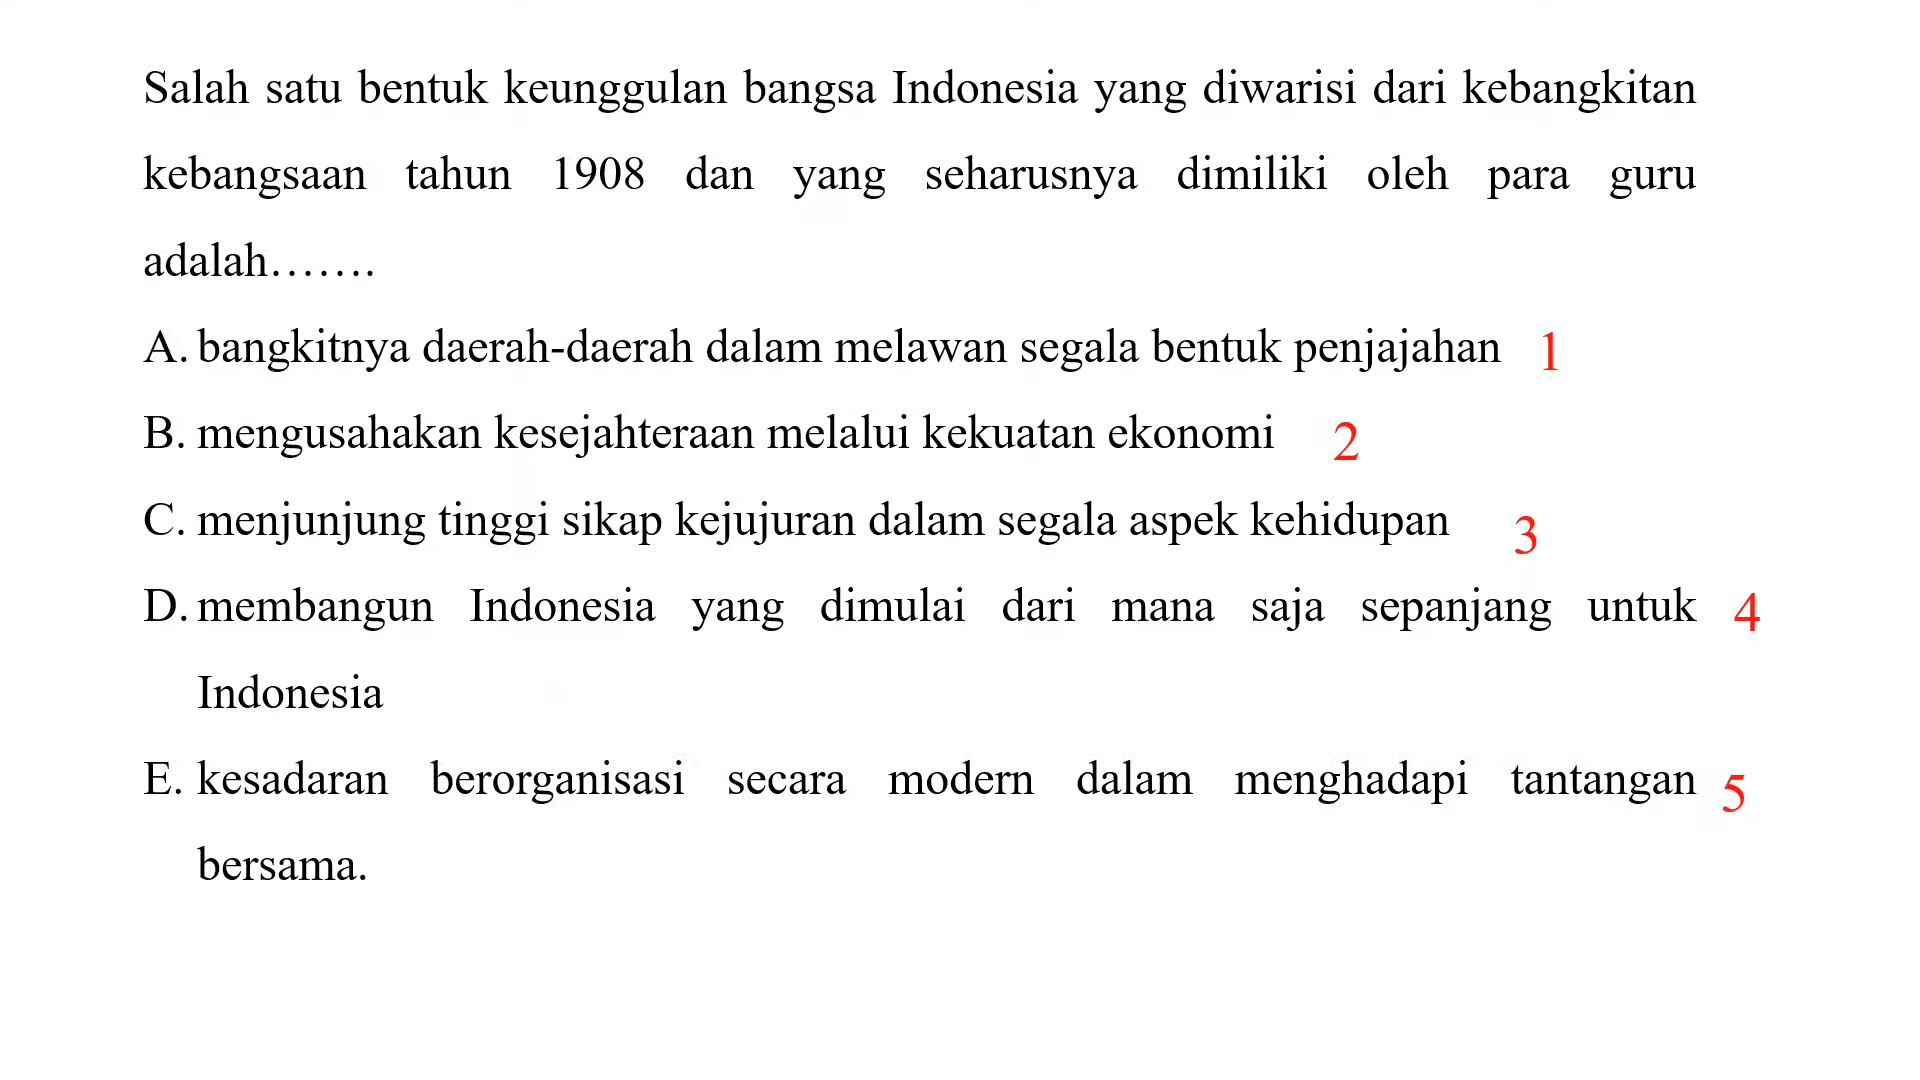 Salah satu bentuk keunggulan bangsa Indonesia yang diwarisi dari kebangkitan
kebangsaan tahun 1908 dan yang seharusnya dimiliki oleh para guru
adalah…….
A. bangkitnya daerah-daerah dalam melawan segala bentuk penjajahan 1
B. mengusahakan kesejahteraan melalui kekuatan ekonomi 2
C. menjunjung tinggi sikap kejujuran dalam segala aspek kehidupan 3
D. membangun Indonesia yang dimulai dari mana saja sepanjang untuk 4
Indonesia
E. kesadaran berorganisasi secara modern dalam menghadapi tantangan 5
bersama.